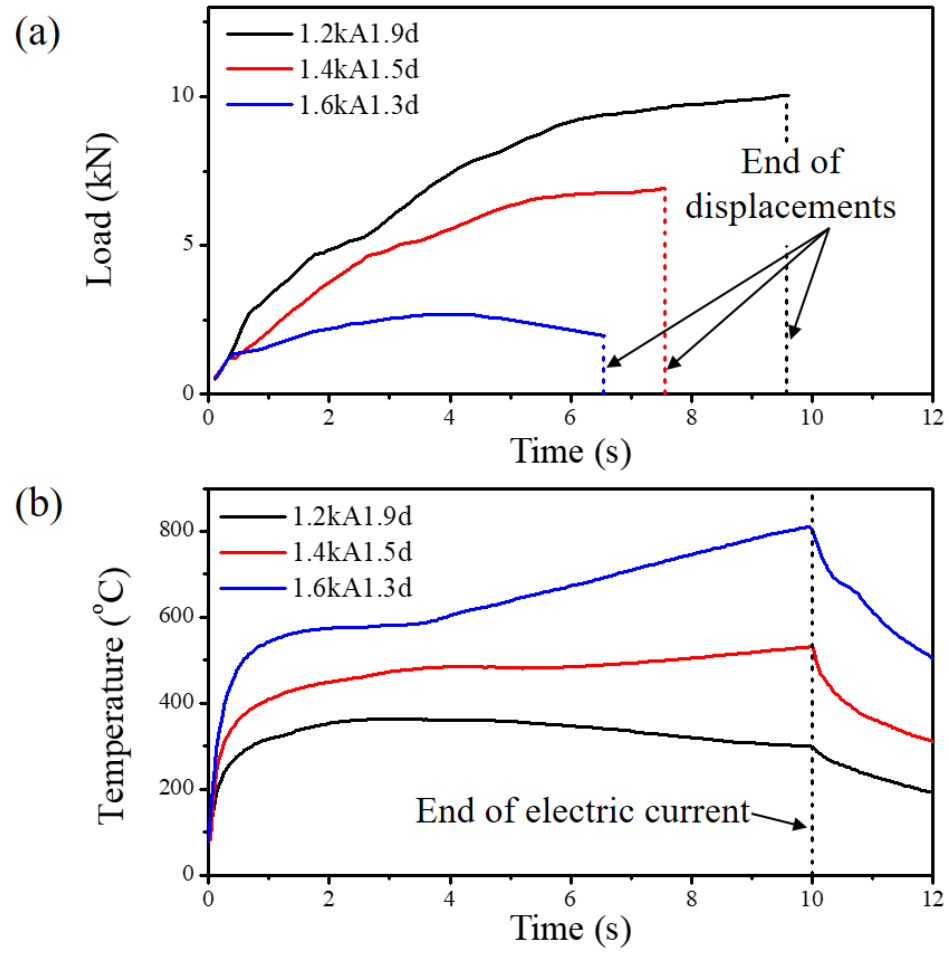 (a)
1.2kA1.9d
1.4kA1.5d
1.6kA1.3d
10
5
0
Load (kN)
End of
displacements
0 2 4 6 8 10 12
Time (s)
(b)
1.2kA1.9d
1.4kA1.5d
1.6kA1.3d
800
600
400
200
0
Temperature (°C)
End of electric current
0 2 4 6 8 10 12
Time (s)